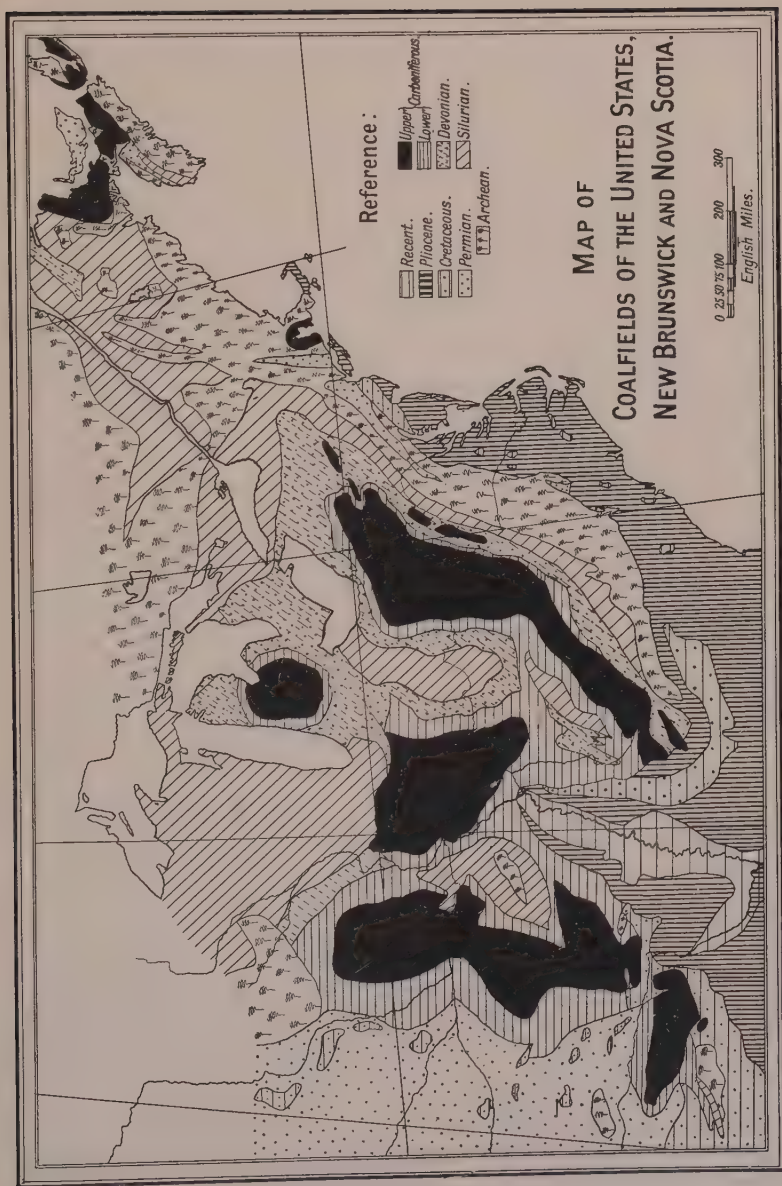 Reference:
Recent.
Pliocene.
Cretaceous.
Permian.
Archean.
Upper
Lower
Carboniferous.
Devonian.
Silurian.
MAP OF
COALFIELDS OF THE UNITED STATES,
NEW BRUNSWICK AND NOVA SCOTIA.
0 25 50 75 100 200 300
English Miles.